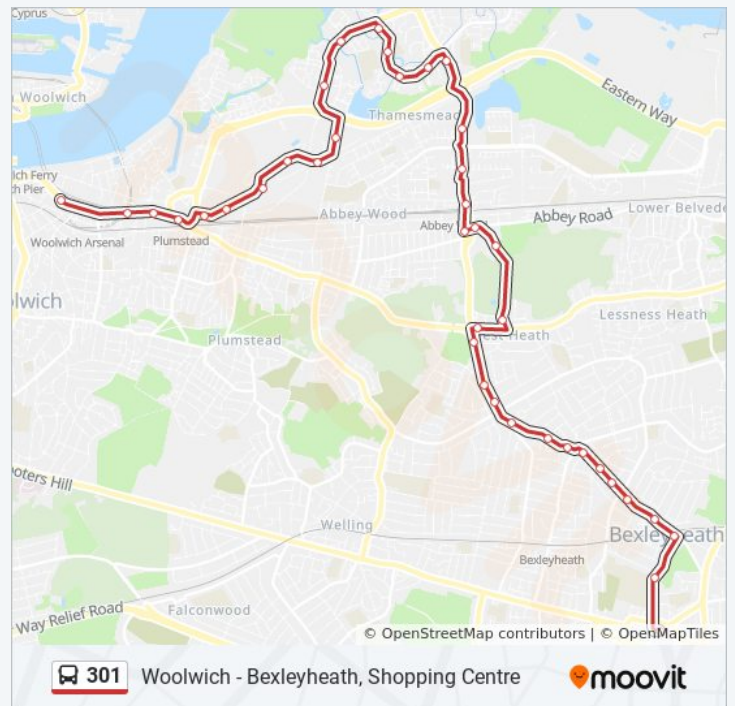 Cyprus
Woolwich
Eastern Way
Thamesmea
ich Ferry
ch Pier
Abbey Wood
Abbey Road
Lower Belvede
Abbey
Woolwich Arsenal
Plumstead
olwich
Lessness Heath
est Heath
Plumstead
ooters Hill
Welling
Bexleyheath
Bexleyheath
Way Relief Road
Falconwood
© OpenStreetMap contributors | © OpenMapTiles
301 Woolwich - Bexleyheath, Shopping Centre
moovit